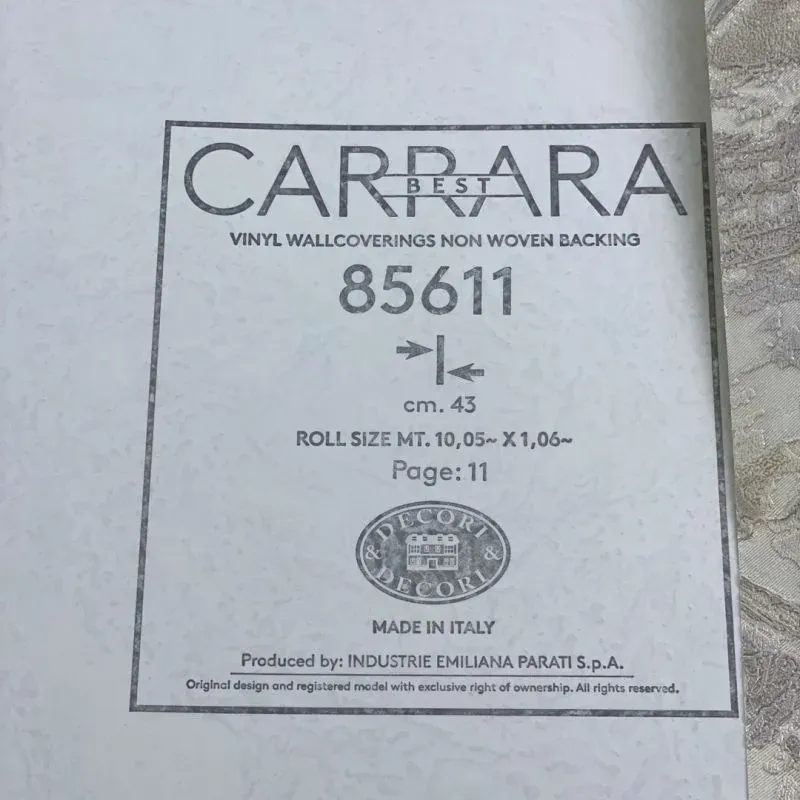 CARRARA
BEST
VINYL WALLCOVERINGS NON WOVEN BACKING
85611
cm. 43
ROLL SIZE MT. 10,05~ X 1,06~
Page: 11
DECORI
& &
DECORI
MADE IN ITALY
Produced by: INDUSTRIE EMILIANA PARATI S.p.A.
Original design and registered model with exclusive right of ownership. All rights reserved.